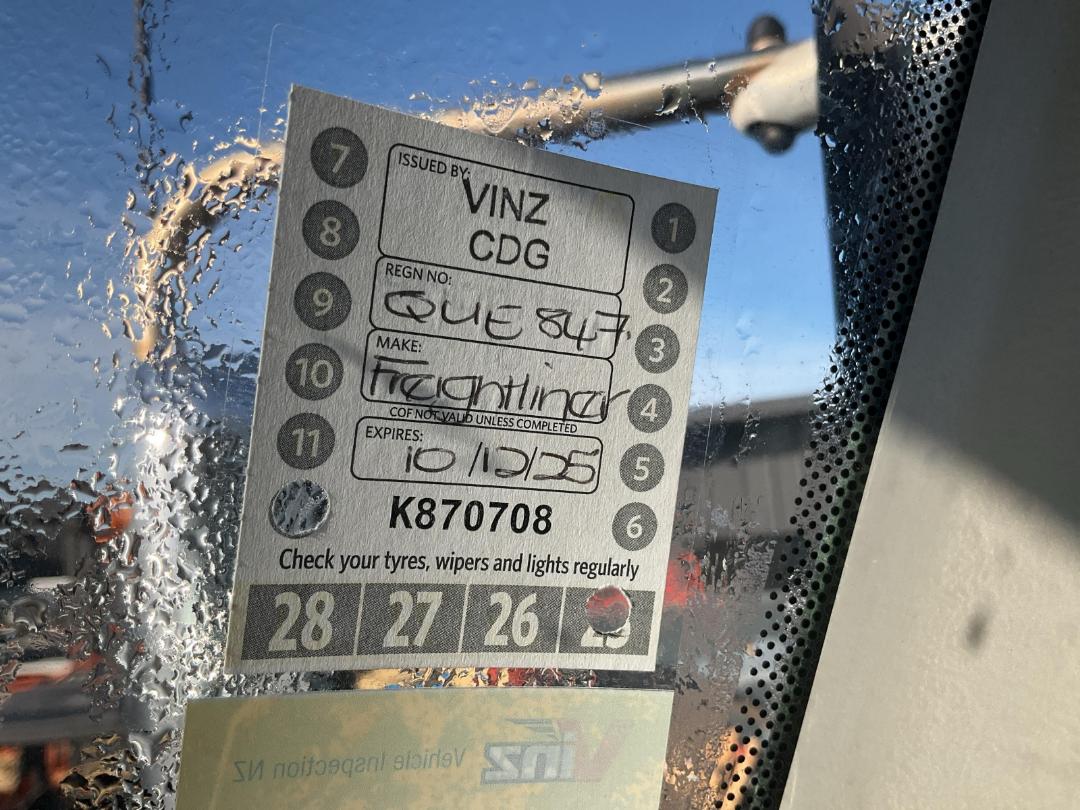 7
8
9
10
11
ISSUED BY:
VINZ
CDG
REGN NO:
QUE 847.
MAKE:
Freightliner
COF NOT VALID UNLESS COMPLETED
EXPIRES:
10/12/25
K870708
1
2
3
4
5
6
Check your tyres, wipers and lights regularly
28 27 26 25
Vinz
Vehicle Inspection NZ